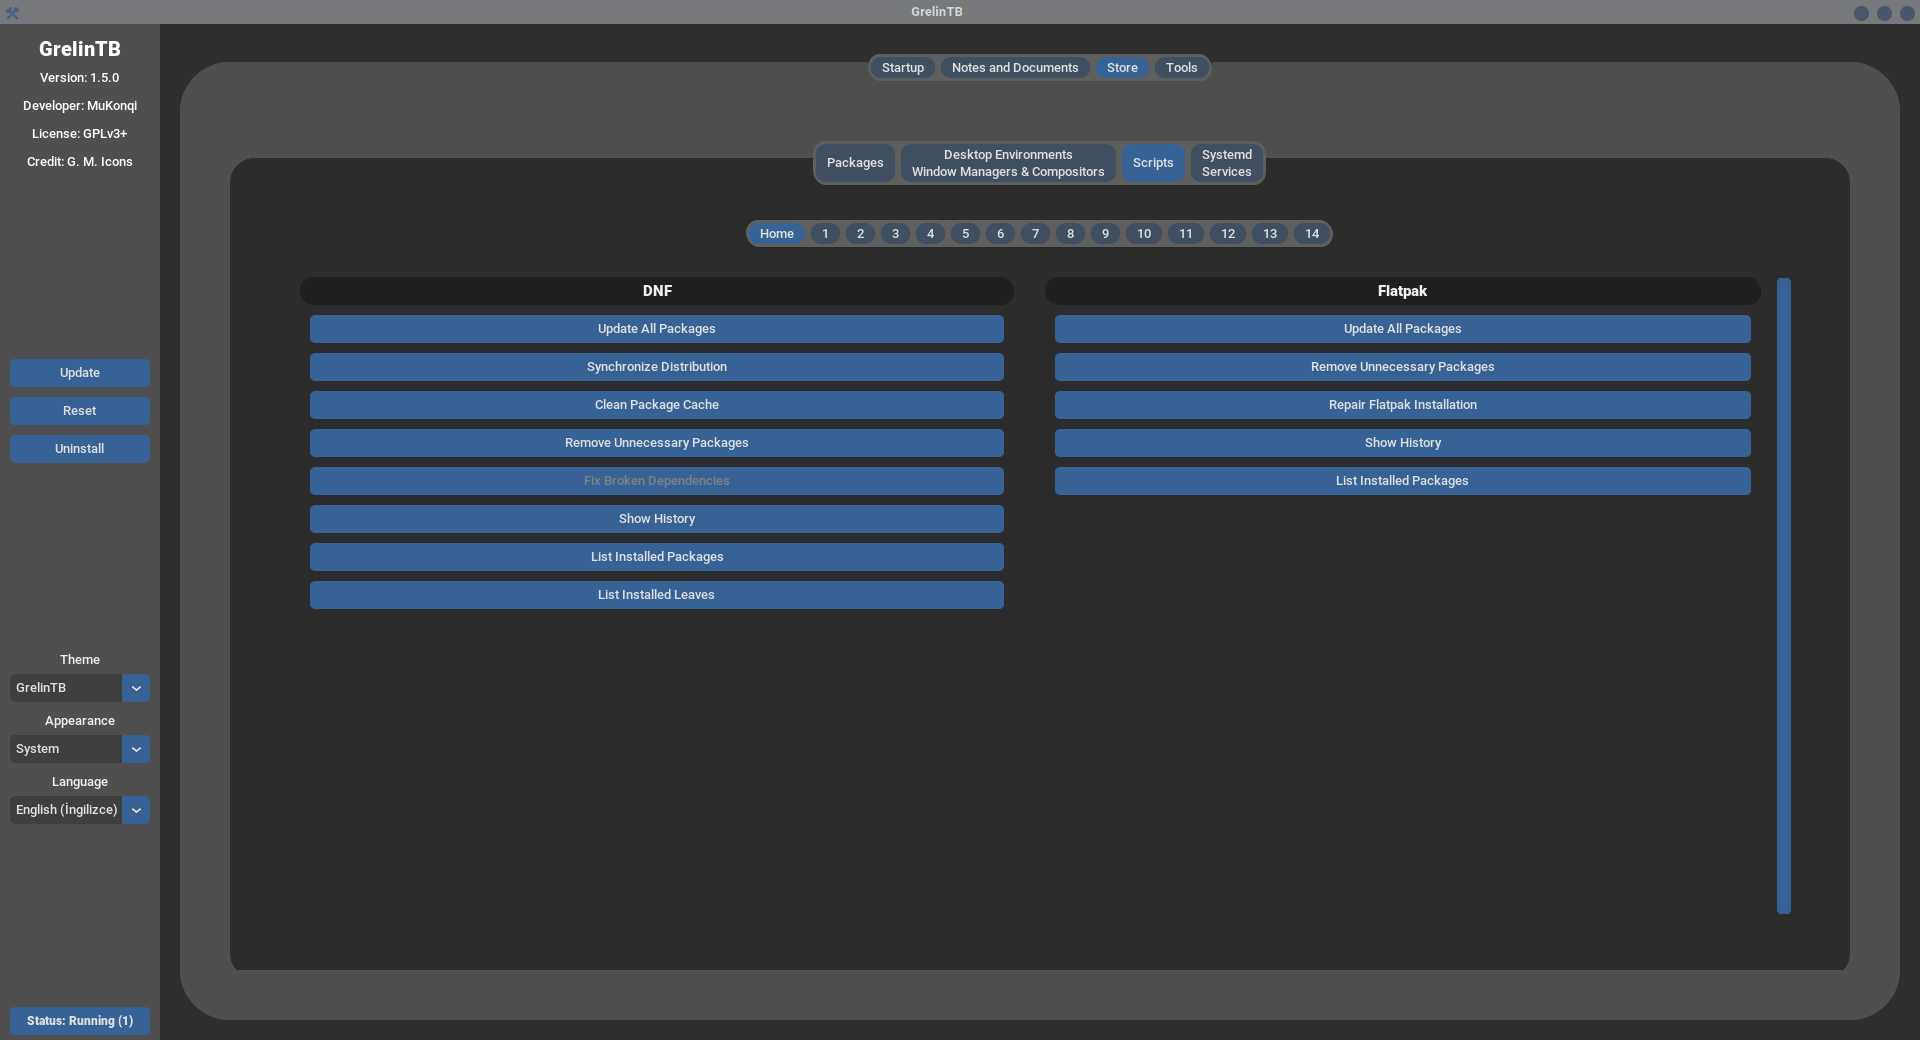 GrelinTB
GrelinTB
Version: 1.5.0
Developer: MuKonqi
License: GPLv3+
Credit: G. M. Icons
Update
Reset
Uninstall
Theme
GrelinTB
Appearance
System
Language
English (İngilizce)
Status: Running (1)
Startup
Notes and Documents
Store
Tools
Packages
Desktop Environments
Window Managers & Compositors
Scripts
Systemd
Services
Home
1
2
3
4
5
6
7
8
9
10
11
12
13
14
DNF
Update All Packages
Synchronize Distribution
Clean Package Cache
Remove Unnecessary Packages
Fix Broken Dependencies
Show History
List Installed Packages
List Installed Leaves
Flatpak
Update All Packages
Remove Unnecessary Packages
Repair Flatpak Installation
Show History
List Installed Packages